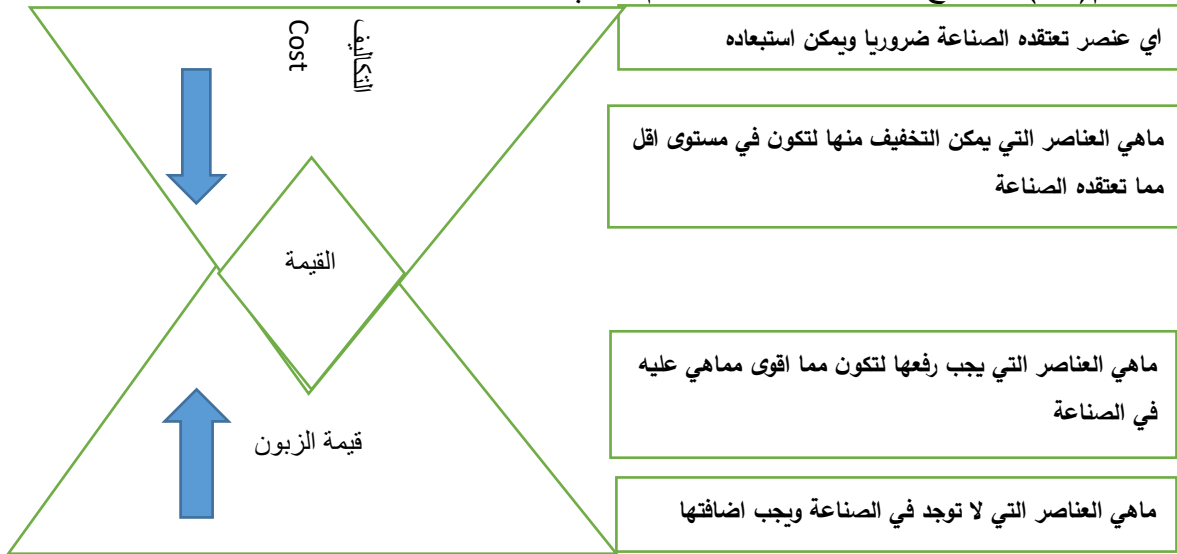 اي عنصر تعتقده الصناعة ضروريا ويمكن استبعاده
التكاليف
Cost
ماهي العناصر التي يمكن التخفيف منها لتكون في مستوى اقل
مما تعتقده الصناعة
القيمة
ماهي العناصر التي يجب رفعها لتكون مما اقوى مماهي عليه
في الصناعة
قيمة الزبون
ماهي العناصر التي لا توجد في الصناعة ويجب اضافتها